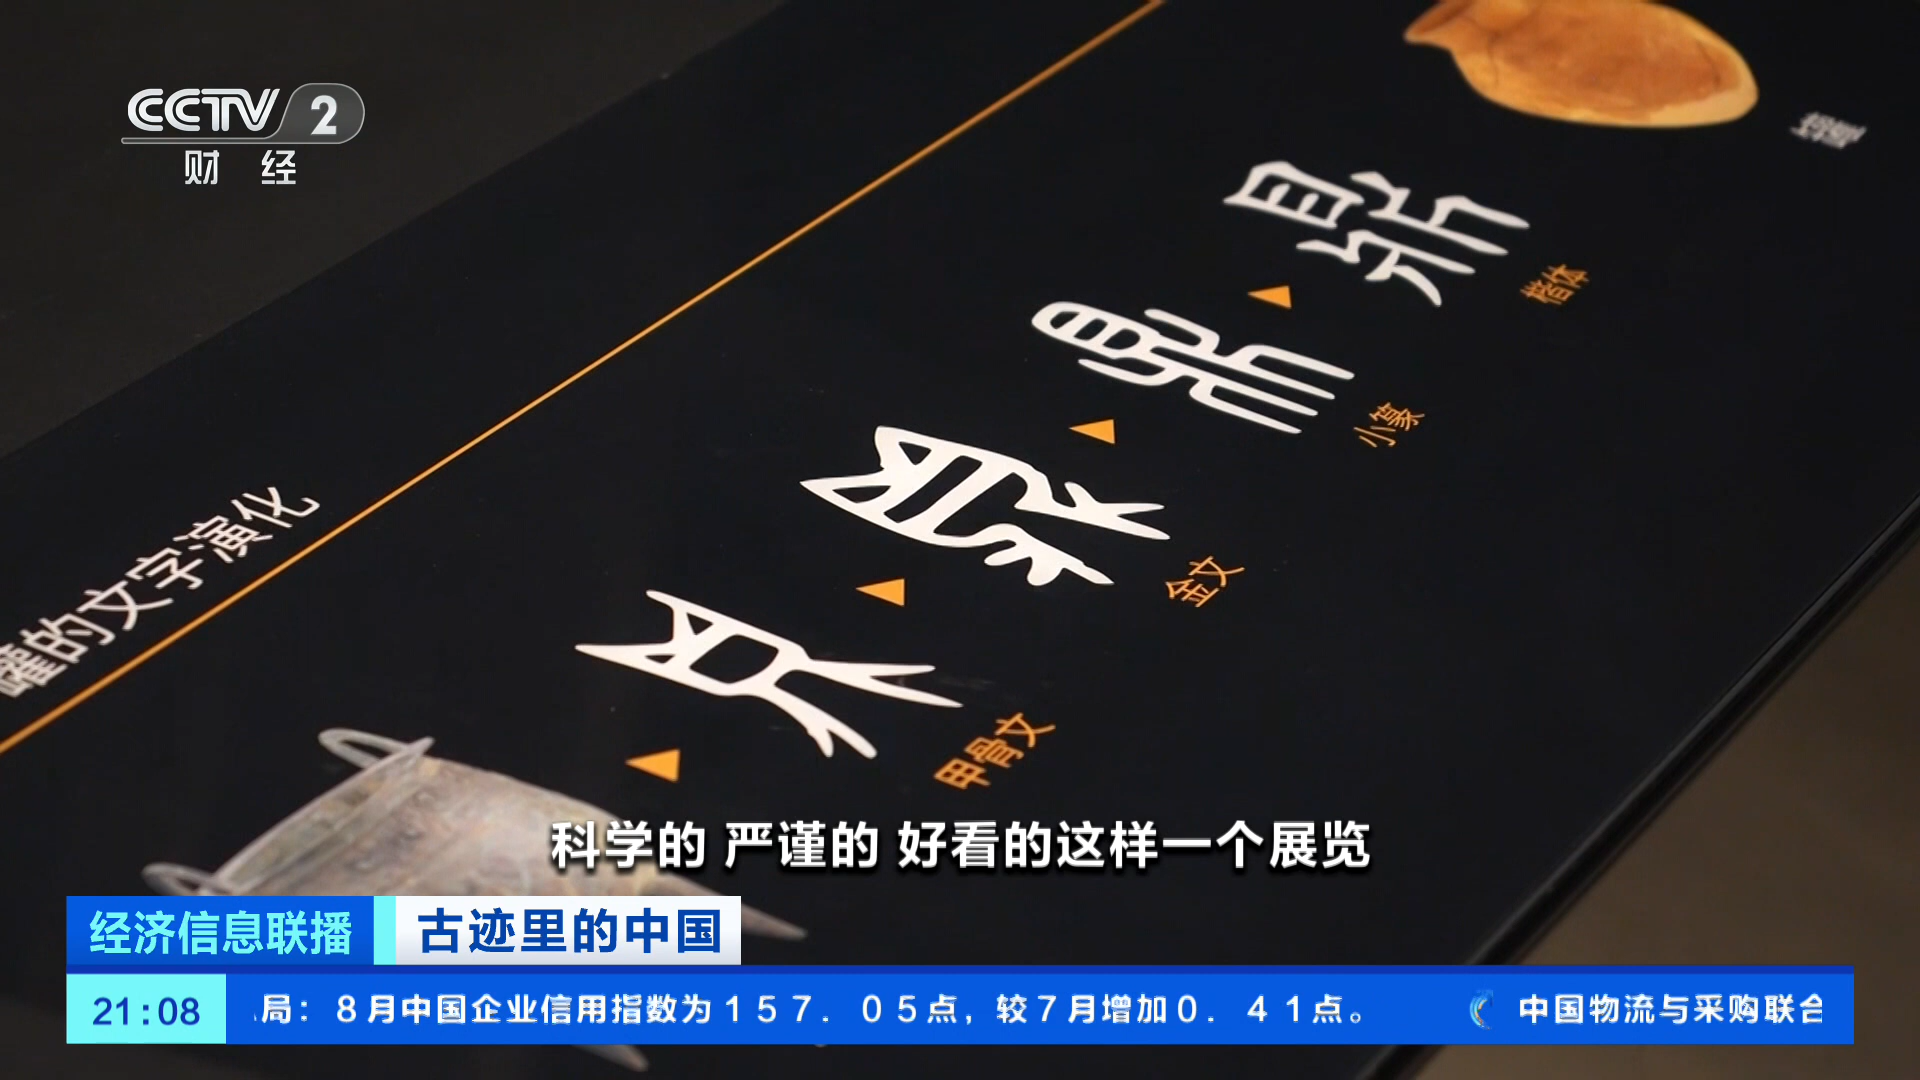 CCTV 2
财 经
鼎
楷体
小篆
金文
甲骨文
的文字演化
科学的 严谨的 好看的这样一个展览
经济信息联播
古迹里的中国
21:08
局：8月中国企业信用指数为157.05点，较7月增加0.41点。
中国物流与采购联合